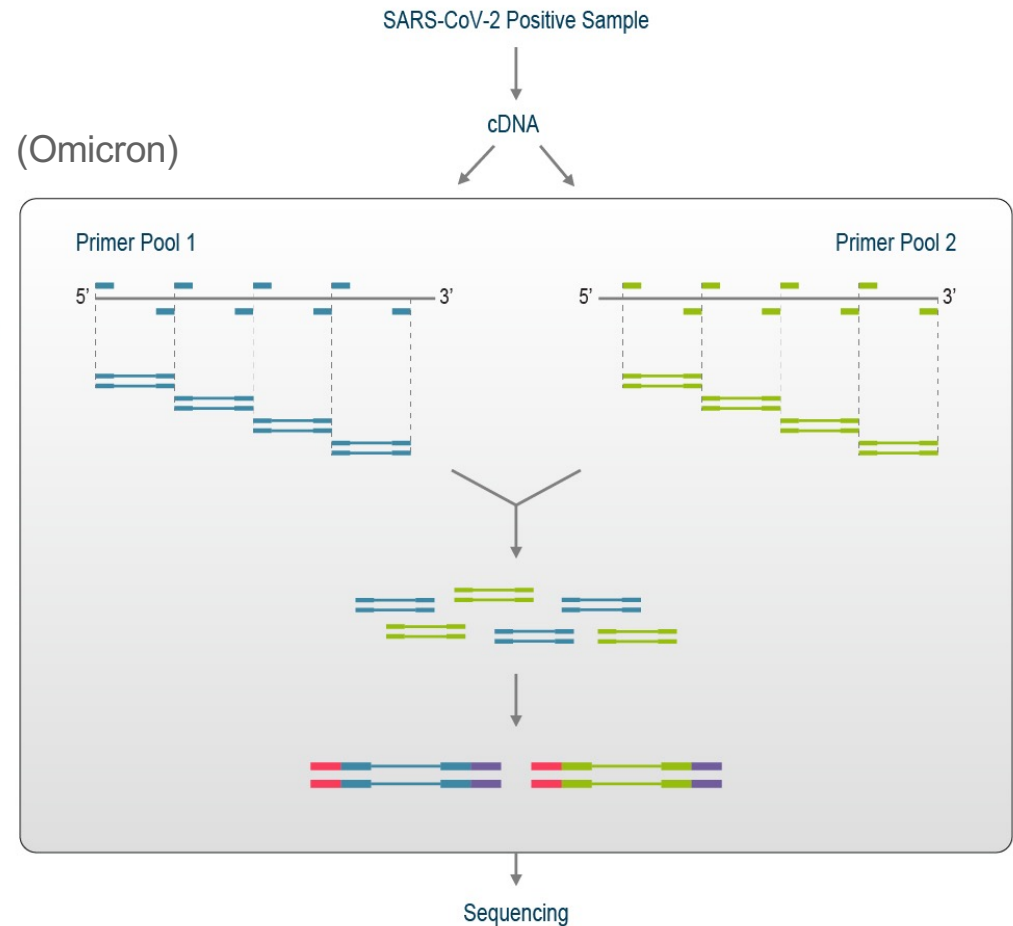 SARS-CoV-2 Positive Sample
cDNA
(Omicron)
Primer Pool 1
Primer Pool 2
5’ 3’
5’ 3’
Sequencing